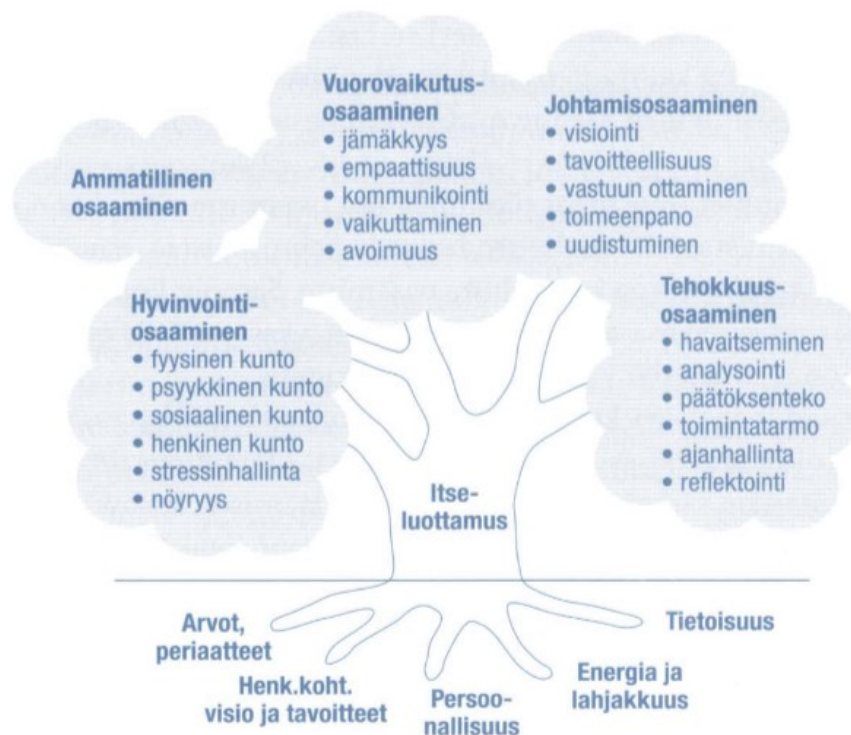 Vuorovaikutus-
osaaminen
• jämäkkyys
• empaattisuus
• kommunikointi
• vaikuttaminen
• avoimuus
Johtamisosaaminen
• visiointi
• tavoitteellisuus
• vastuun ottaminen
• toimeenpano
• uudistuminen
Ammatillinen
osaaminen
Hyvinvointi-
osaaminen
• fyysinen kunto
• psyykkinen kunto
• sosiaalinen kunto
• henkinen kunto
• stressinhallinta
• nöyryys
Tehokkuus-
osaaminen
• havaitseminen
• analysointi
• päätöksenteko
• toimintatarmo
• ajanhallinta
• reflektointi
Itse-
luottamus
Arvot,
periaatteet
Henk.koht.
visio ja tavoitteet
Persoo-
nallisuus
Energia ja
lahjakkuus
Tietoisuus